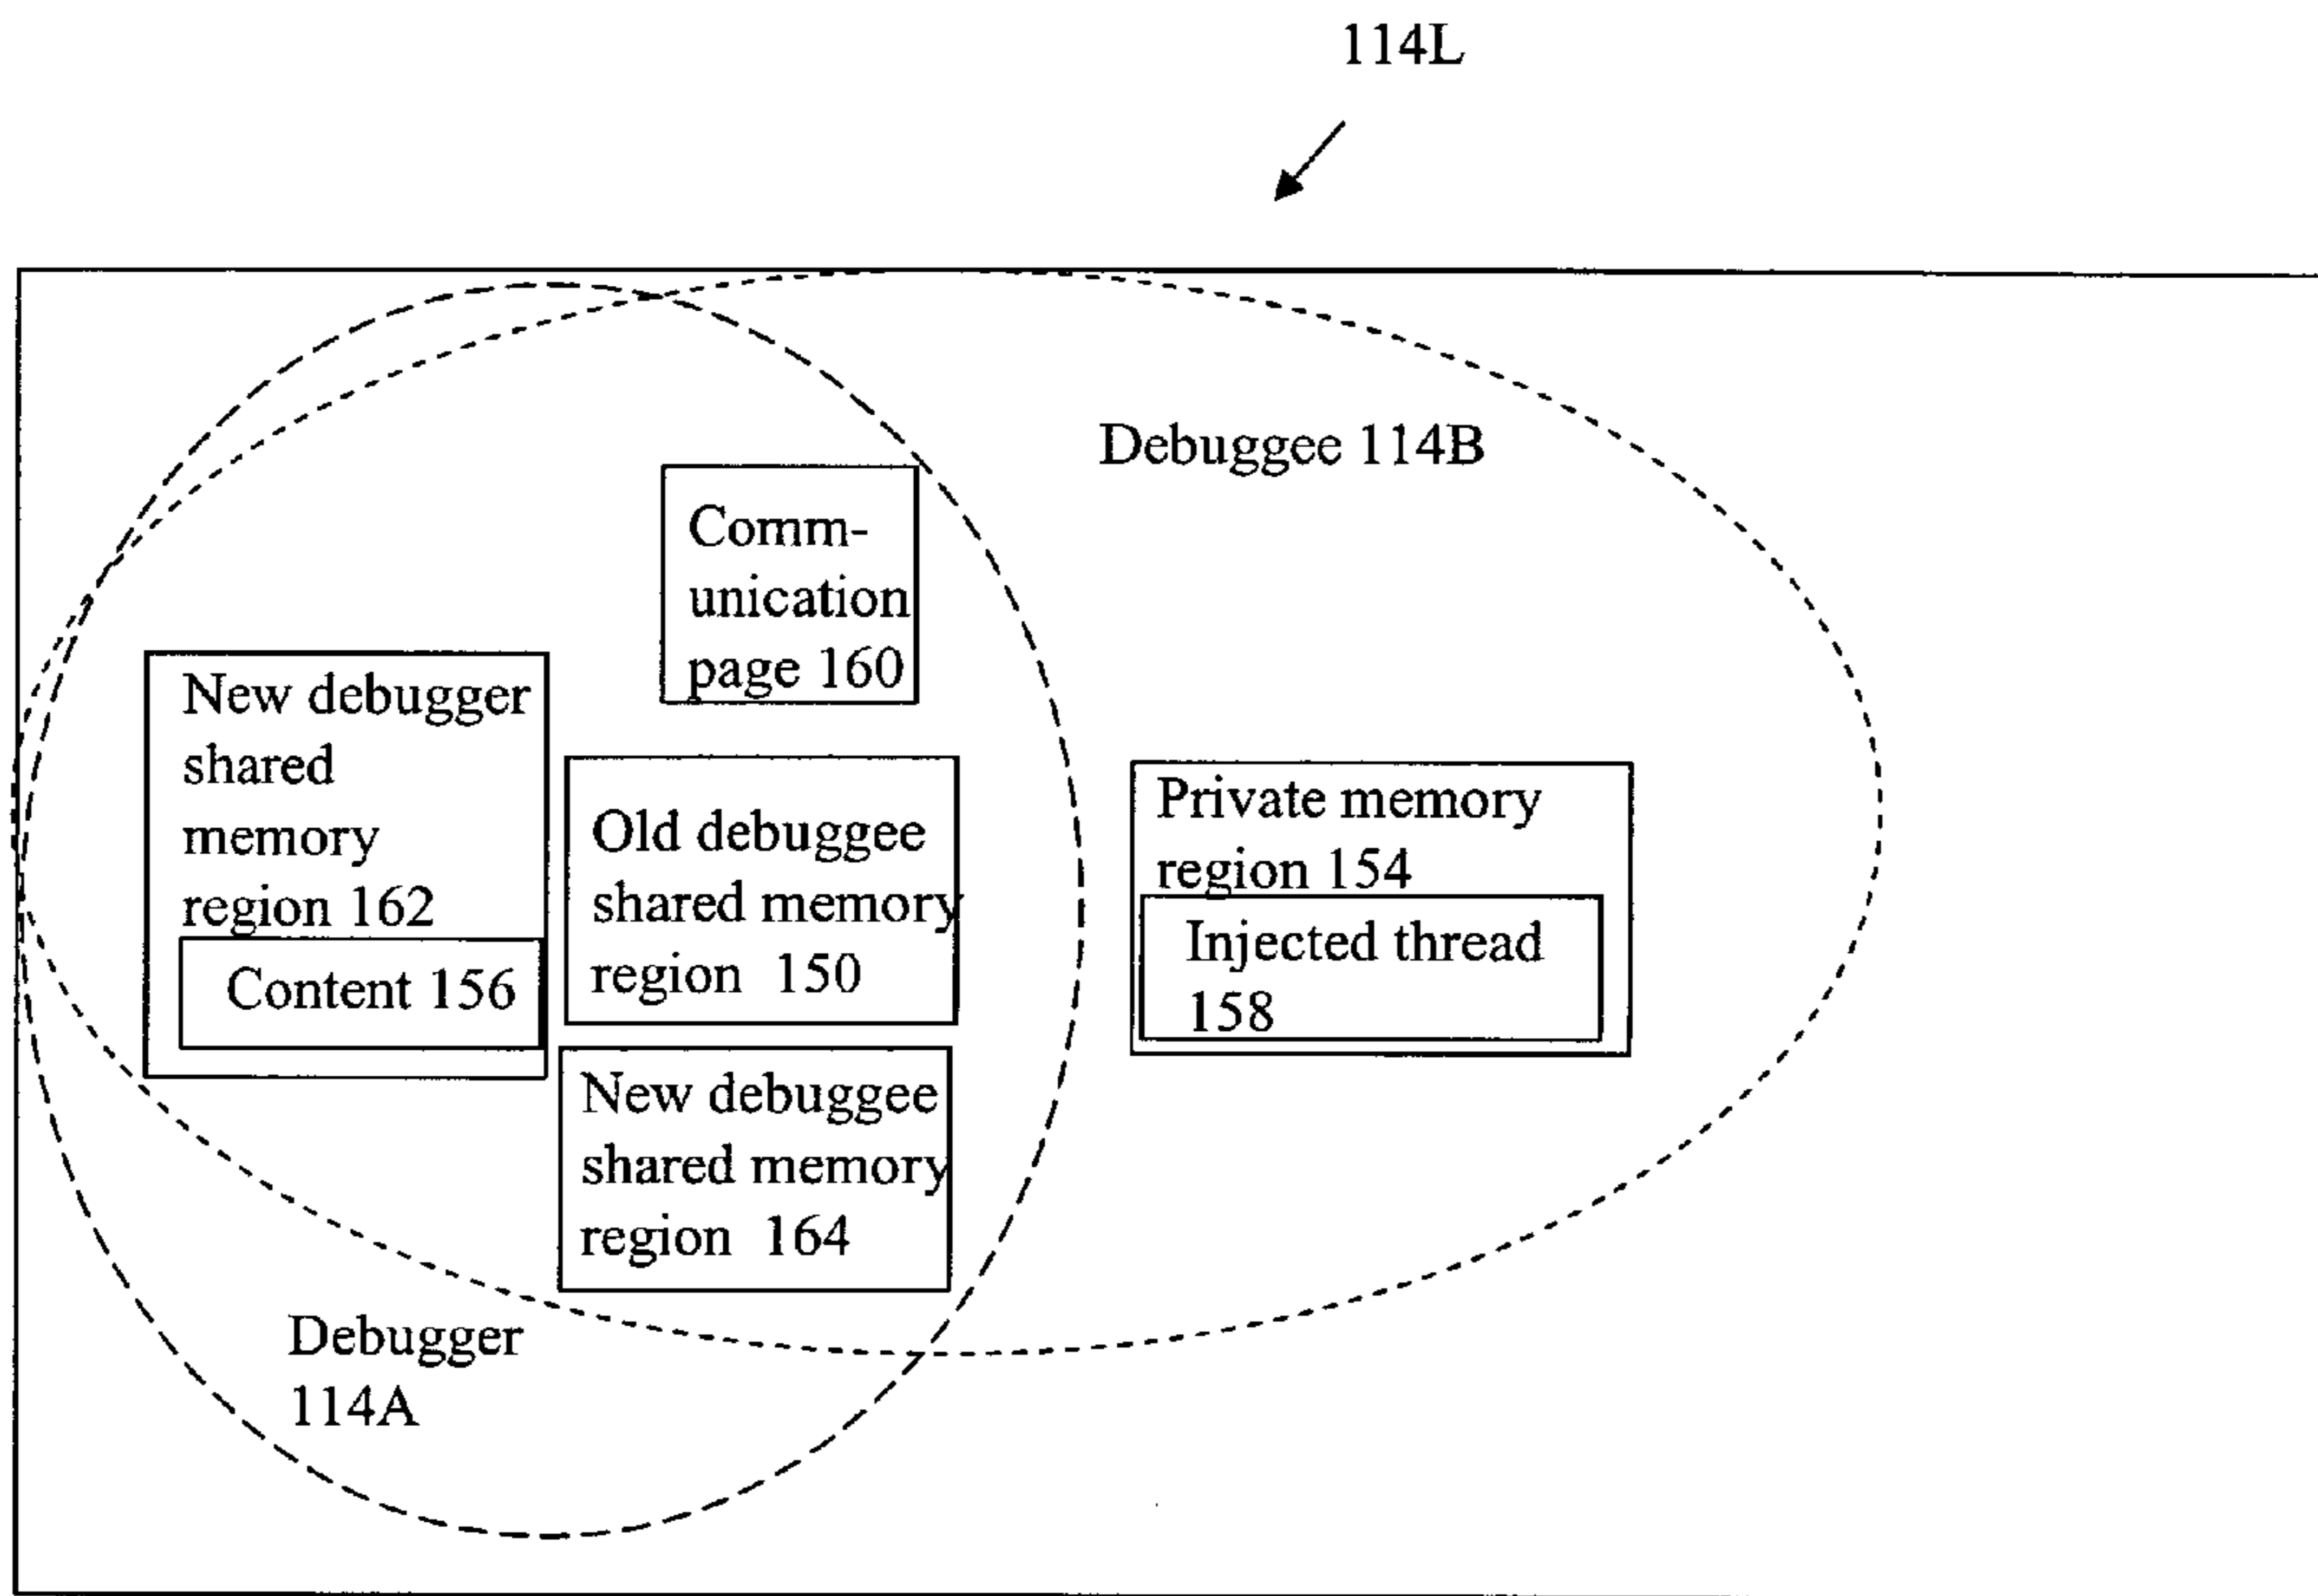 114L
Debuggee 114B
Comm-
unication
page 160
New debugger
shared
memory
region 162
Content 156
Old debuggee
shared memory
region 150
Private memory
region 154
Injected thread
158
New debuggee
shared memory
region 164
Debugger
114A